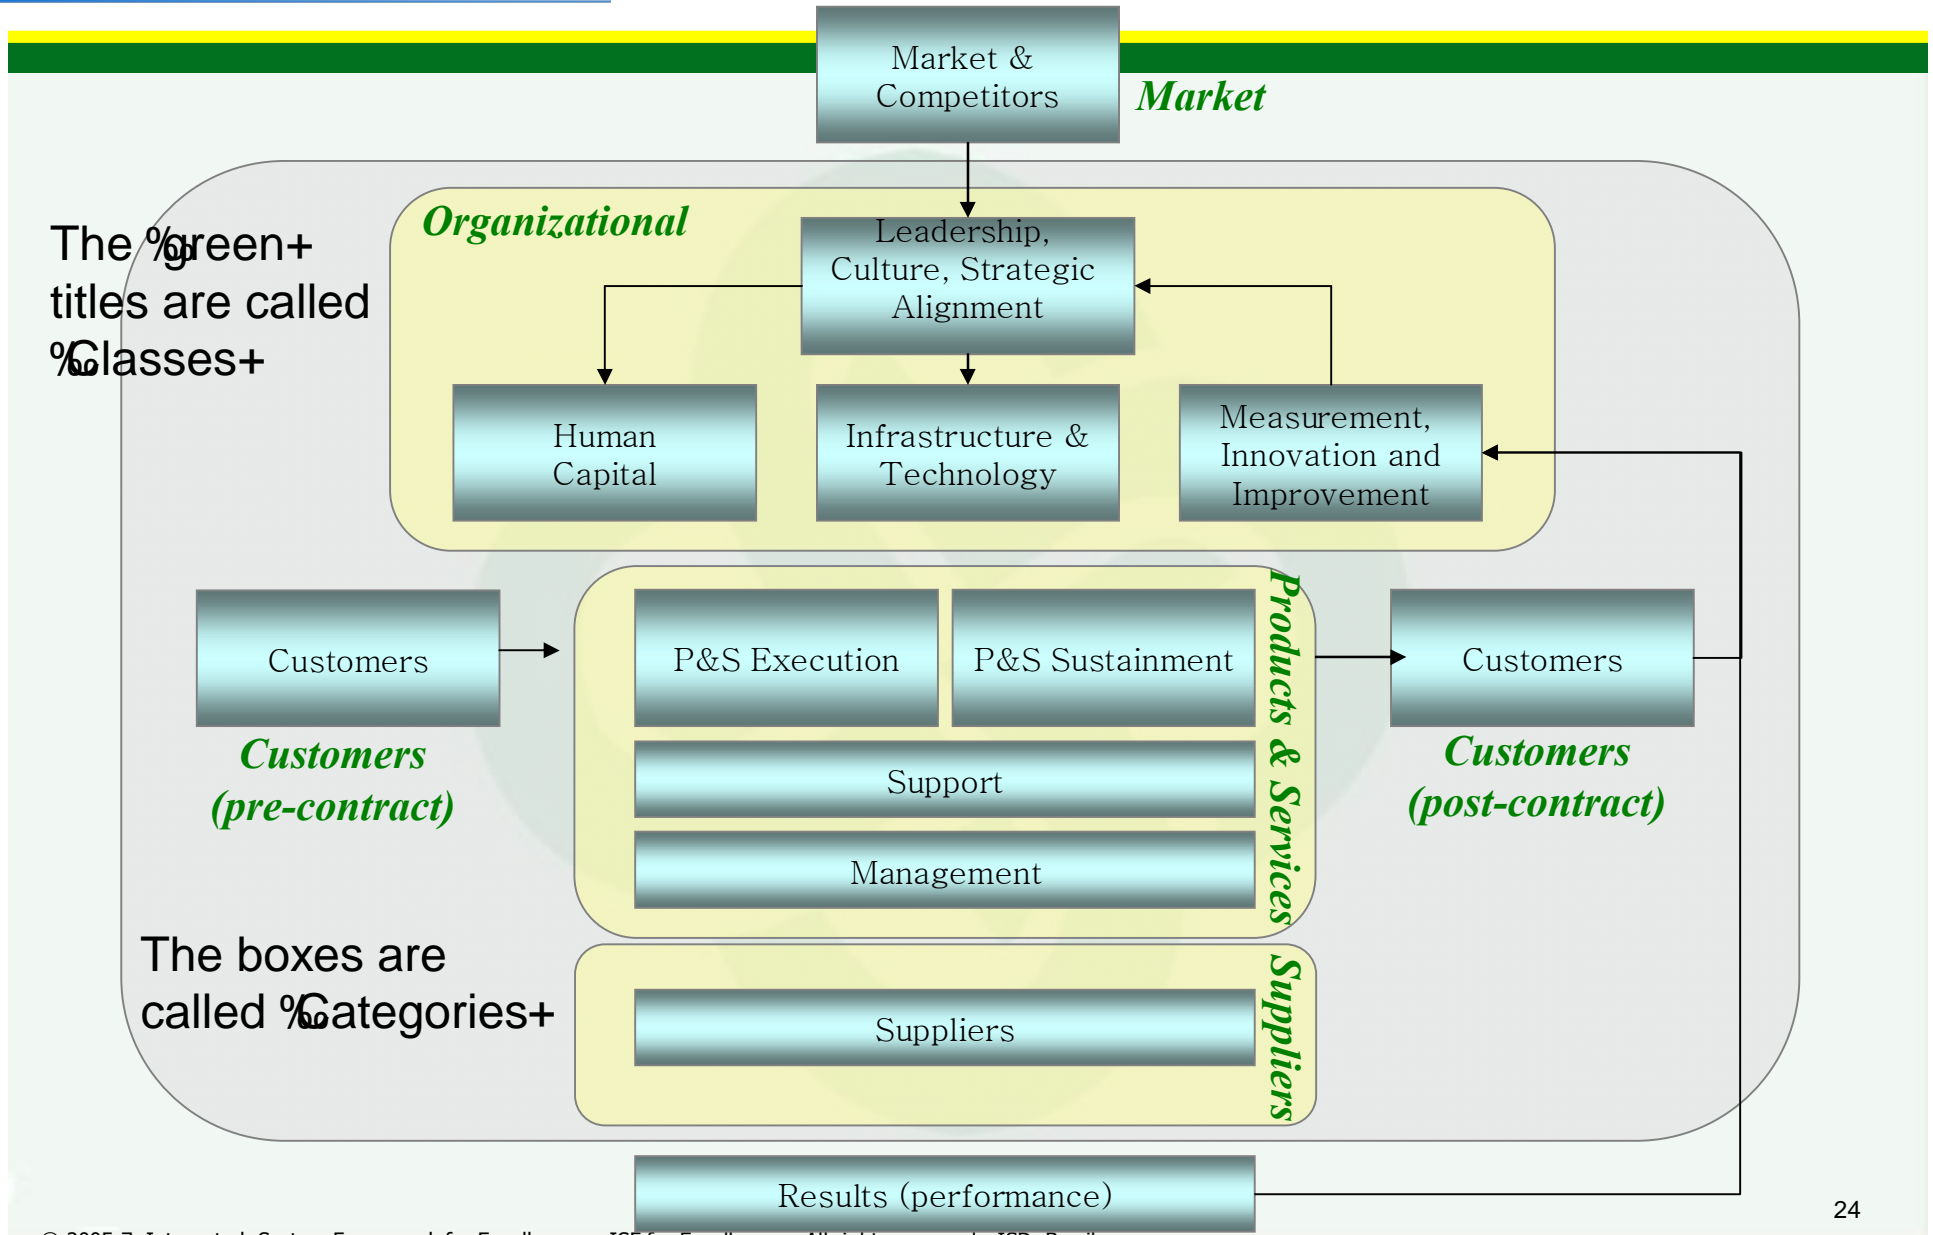 Market &
Competitors
Market
Organizational
The ‰green+
titles are called
‰Classes+
Leadership,
Culture, Strategic
Alignment
Human
Capital
Infrastructure &
Technology
Measurement,
Innovation and
Improvement
Customers
Customers
(pre-contract)
P&S Execution
P&S Sustainment
Support
Management
Products & Services
Customers
Customers
(post-contract)
The boxes are
called ‰Categories+
Suppliers
Suppliers
Results (performance)
24